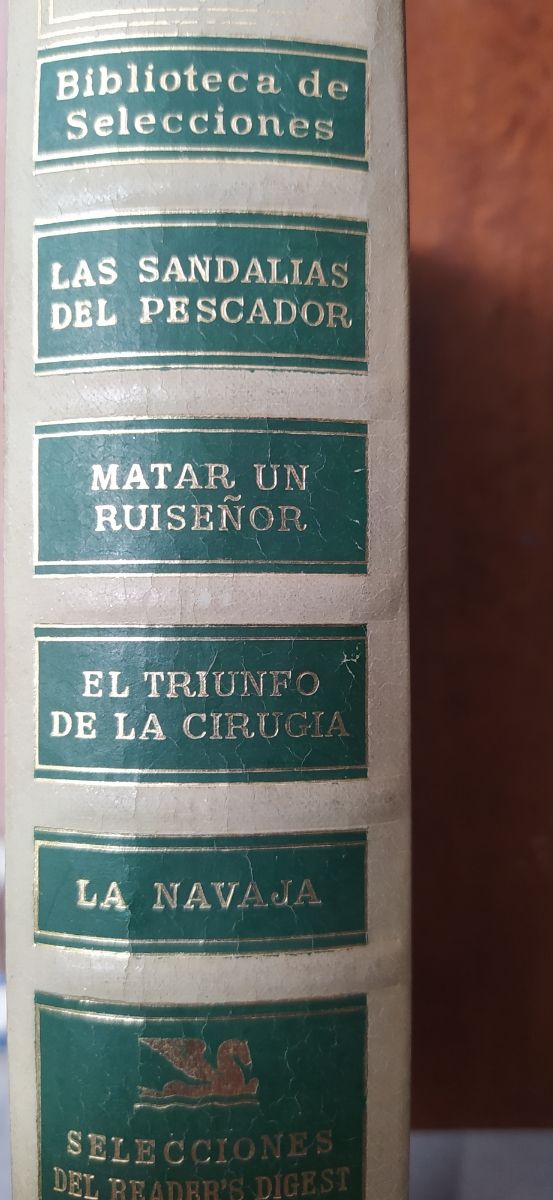 Biblioteca de
Selecciones
LAS SANDALIAS
DEL PESCADOR
MATAR UN
RUISEÑOR
EL TRIUNFO
DE LA CIRUGIA
LA NAVAJA
SELECCIONES
DEL READER'S DIGEST